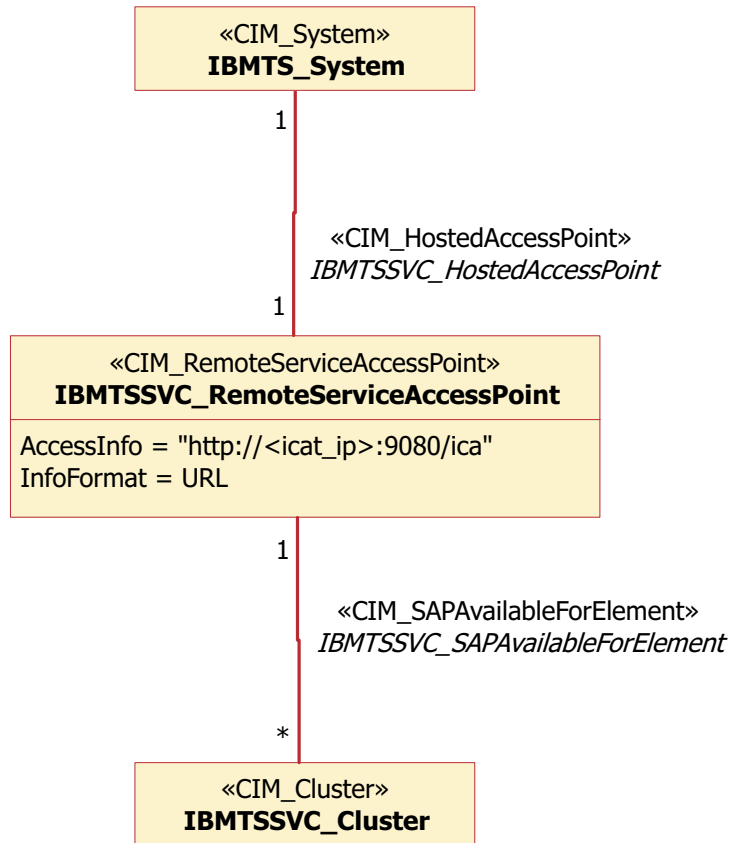 «CIM_System»
IBMTS_System
1
«CIM_HostedAccessPoint»
IBMTSSVC_HostedAccessPoint
1
«CIM_RemoteServiceAccessPoint»
IBMTSSVC_RemoteServiceAccessPoint
AccessInfo = "http://<icat_ip>:9080/ica"
InfoFormat = URL
1
«CIM_SAPAvailableForElement»
IBMTSSVC_SAPAvailableForElement
*
«CIM_Cluster»
IBMTSSVC_Cluster